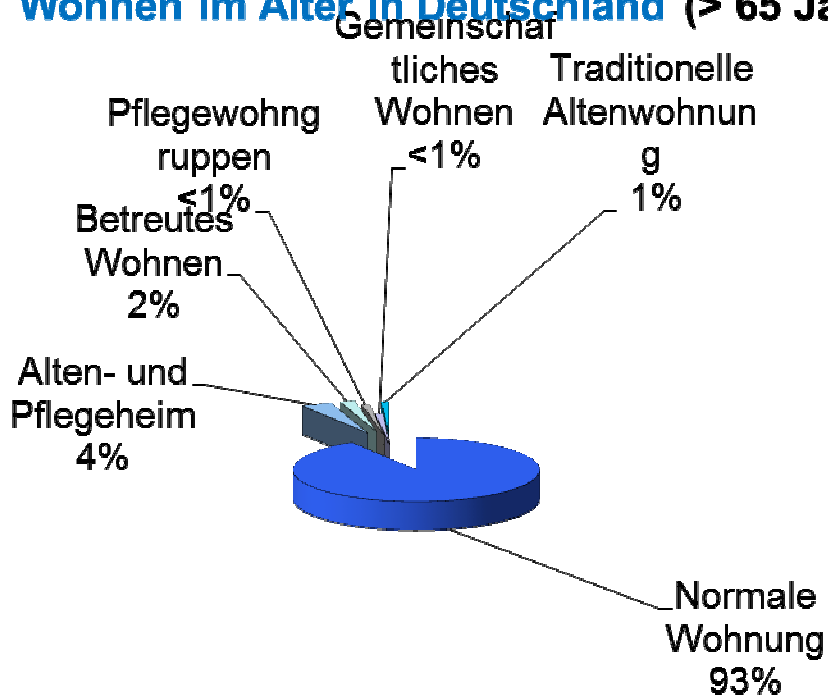 Wohnen im Alter in Deutschland (> 65 Ja
Gemeinschaf
tliches
Wohnen
<1%
Traditionelle
Altenwohnun
g
1%
Pflegewohng
ruppen
<1%
Betreutes
Wohnen
2%
Alten- und
Pflegeheim
4%
Normale
Wohnung
93%